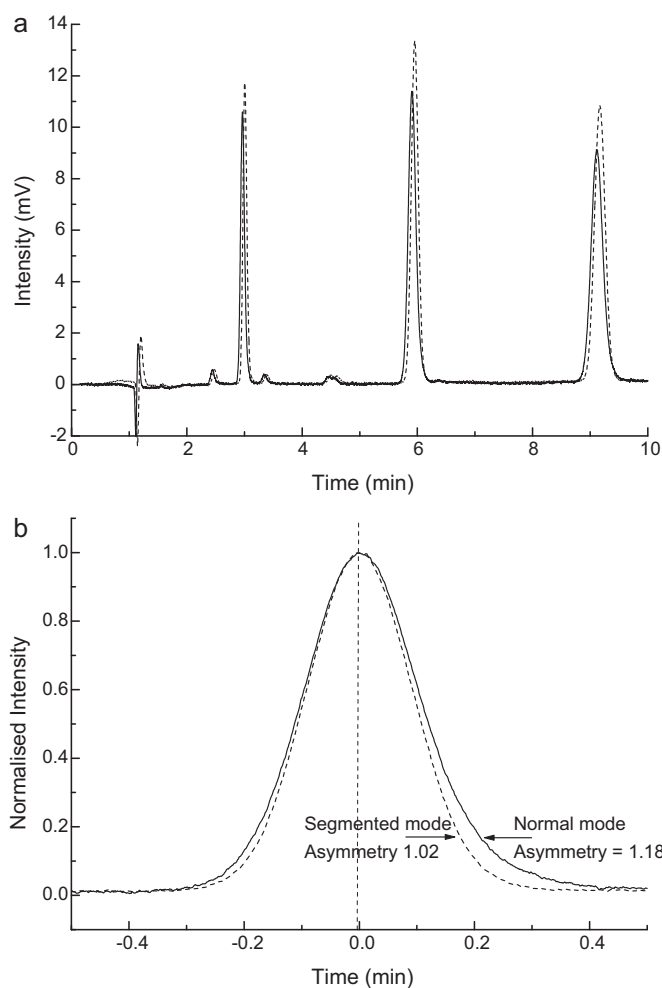 a
14
12
10
8
6
4
2
0
-2
Intensity (mV)
0 2 4 6 8 10
Time (min)
b
1.0
0.8
0.6
0.4
0.2
0.0
Normalised Intensity
Segmented mode
Asymmetry 1.02
Normal mode
Asymmetry = 1.18
-0.4 -0.2 0.0 0.2 0.4
Time (min)